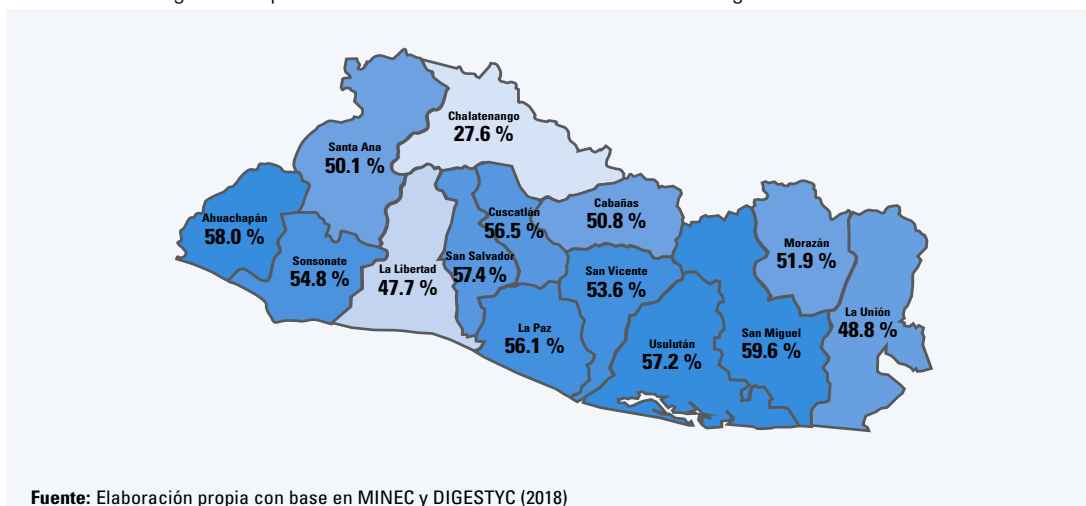 Chalatenango
27.6 %
Santa Ana
50.1 %
Cabañas
50.8 %
Cuscatlán
56.5 %
Ahuachapán
58.0 %
Morazán
51.9 %
Sonsonate
54.8 %
La Libertad
47.7 %
San Salvador
57.4 %
San Vicente
53.6 %
La Unión
48.8 %
La Paz
56.1 %
Usulután
57.2 %
San Miguel
59.6 %
Fuente: Elaboración propia con base en MINEC y DIGESTYC (2018)